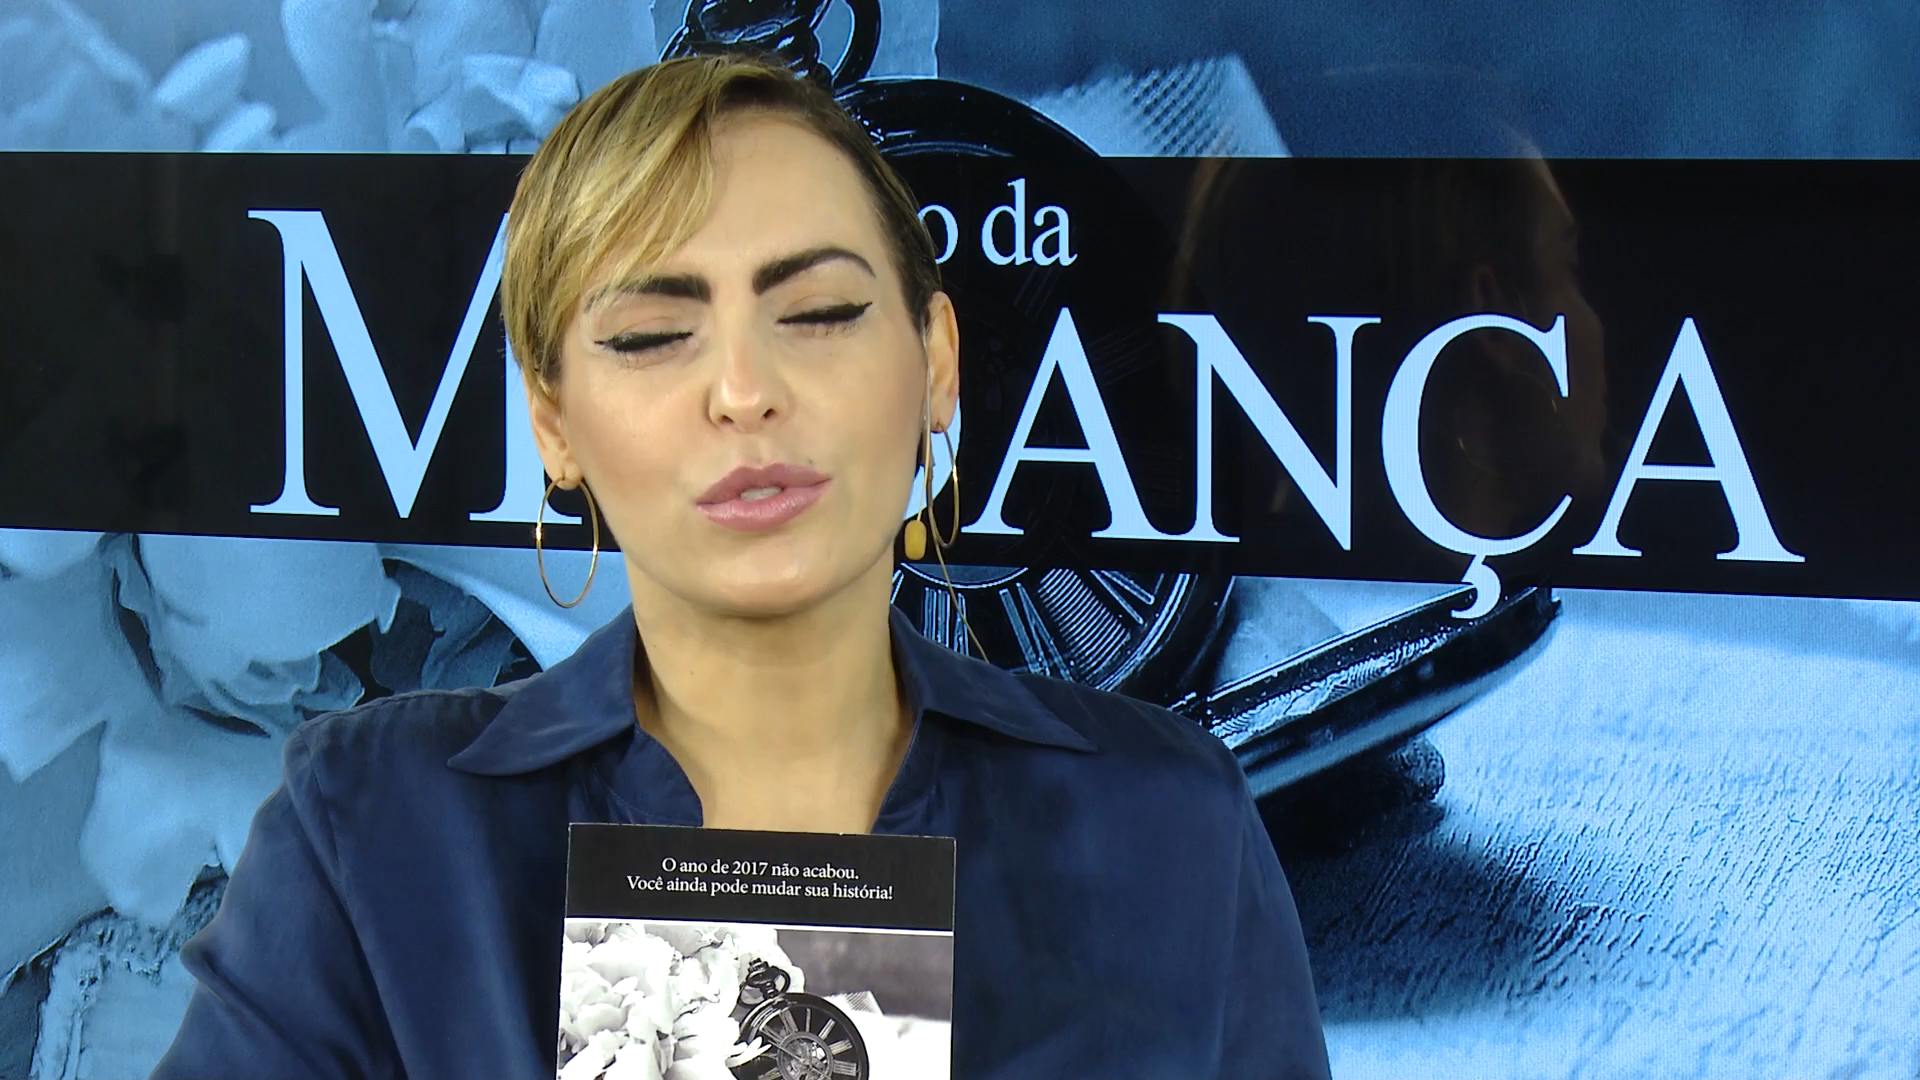 o da
M ANÇA
O ano de 2017 não acabou.
Você ainda pode mudar sua história!